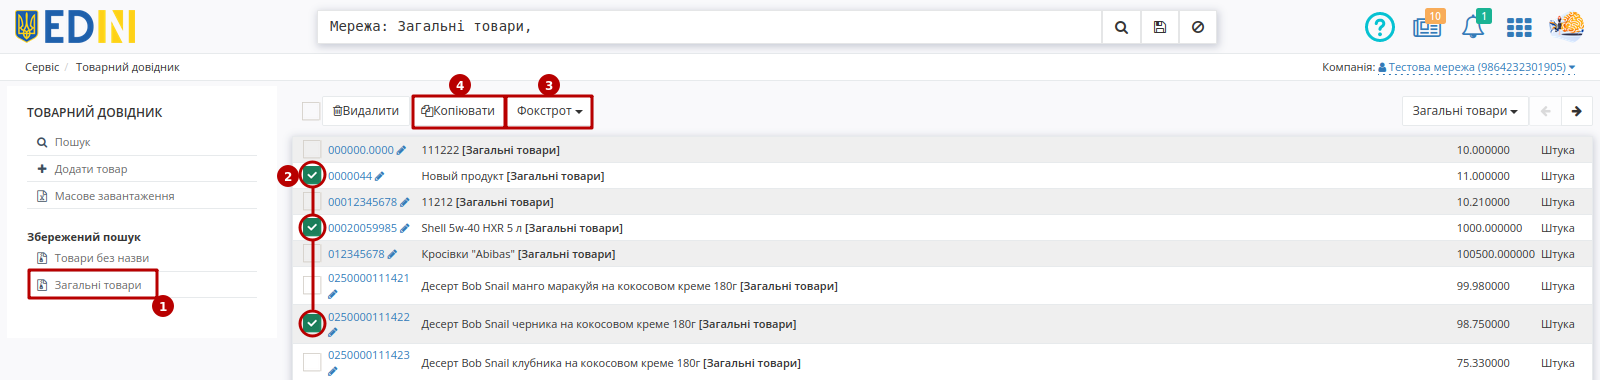 EDIN
Мережа: Загальні товари,
10
1
Сервіс / Товарний довідник
Компанія: Тестова мережа (9864232301905)
ТОВАРНИЙ ДОВІДНИК
Пошук
Додати товар
Масове завантаження
Збережений пошук
Товари без назви
Загальні товари
1
4
3
Видалити
Копіювати
Фокстрот
Загальні товари
2
000000.0000 111222 [Загальні товари] 10.000000 Штука
0000044 Новый продукт [Загальні товари] 11.000000 Штука
00012345678 11212 [Загальні товари] 10.210000 Штука
00020059985 Shell 5w-40 HXR 5 л [Загальні товари] 1000.000000 Штука
012345678 Кросівки "Abibas" [Загальні товари] 100500.000000 Штука
0250000111421 Десерт Bob Snail манго маракуйя на кокосовом креме 180г [Загальні товари] 99.980000 Штука
0250000111422 Десерт Bob Snail черника на кокосовом креме 180г [Загальні товари] 98.750000 Штука
0250000111423 Десерт Bob Snail клубника на кокосовом креме 180г [Загальні товари] 75.330000 Штука